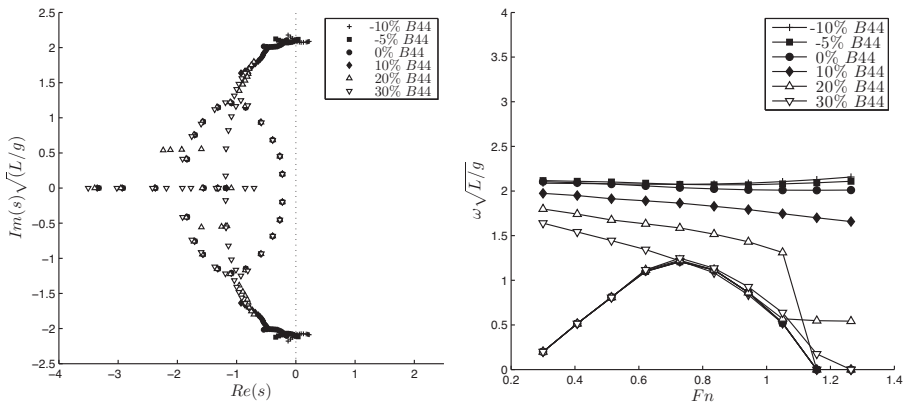 2.5
2
1.5
1
0.5
0
−0.5
−1
−1.5
−2
−2.5
−4 −3 −2 −1 0 1 2
Re(s)
Im(s)√(L/g)
-10% B44
-5% B44
0% B44
10% B44
20% B44
30% B44
4
3.5
3
2.5
2
1.5
1
0.5
0
0.2 0.4 0.6 0.8 1 1.2 1.4
Fn
ω√L/g
-10% B44
-5% B44
0% B44
10% B44
20% B44
30% B44